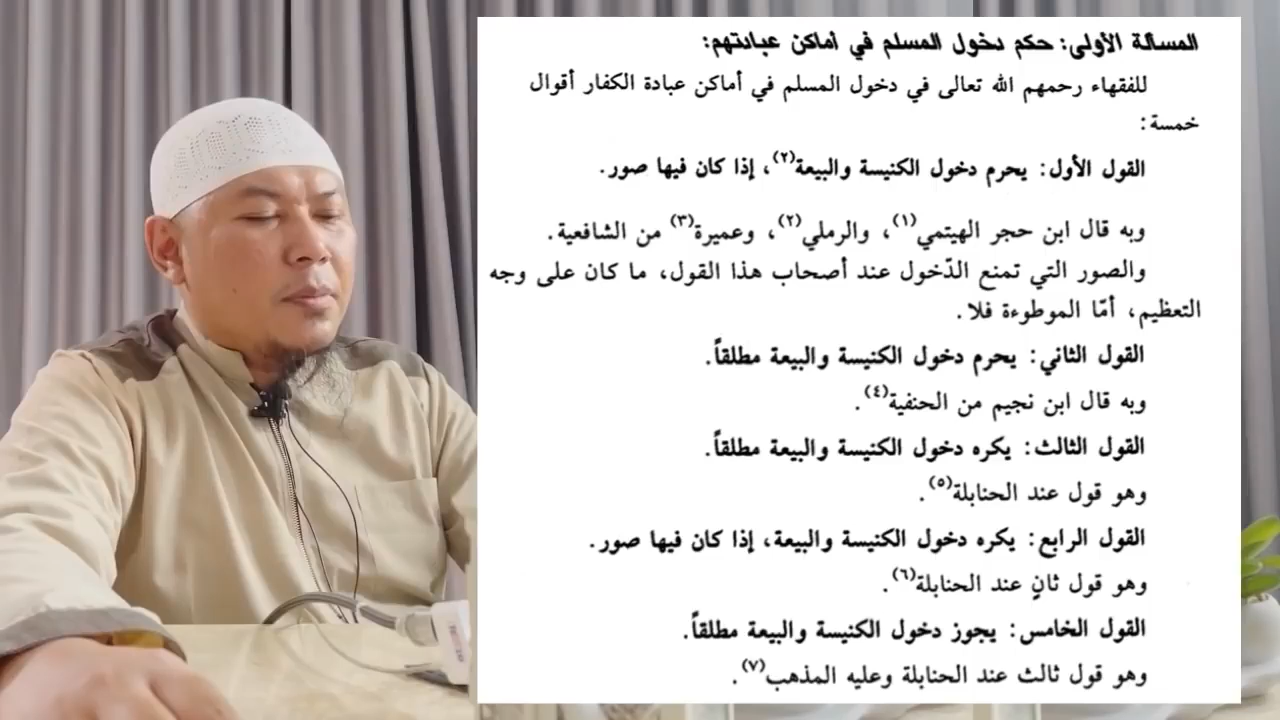 المسألة الأولى: حكم دخول المسلم في أماكن عبادتهم:
للفقهاء رحمهم الله تعالى في دخول المسلم في أماكن عبادة الكفار أقوال
خمسة:
القول الأول: يحرم دخول الكنيسة والبيعة(٢)، إذا كان فيها صور.
وبه قال ابن حجر الهيتمي(١)، والرملي(٢)، وعميرة(٣) من الشافعية.
والصور التي تمنع الدّخول عند أصحاب هذا القول، ما كان على وجه
التعظيم، أمّا الموطوءة فلا.
القول الثاني: يحرم دخول الكنيسة والبيعة مطلقاً.
وبه قال ابن نجيم من الحنفية(٤).
القول الثالث: يكره دخول الكنيسة والبيعة مطلقاً.
وهو قول عند الحنابلة(٥).
القول الرابع: يكره دخول الكنيسة والبيعة، إذا كان فيها صور.
وهو قول ثانٍ عند الحنابلة(٦).
القول الخامس: يجوز دخول الكنيسة والبيعة مطلقاً.
وهو قول ثالث عند الحنابلة وعليه المذهب(٧).